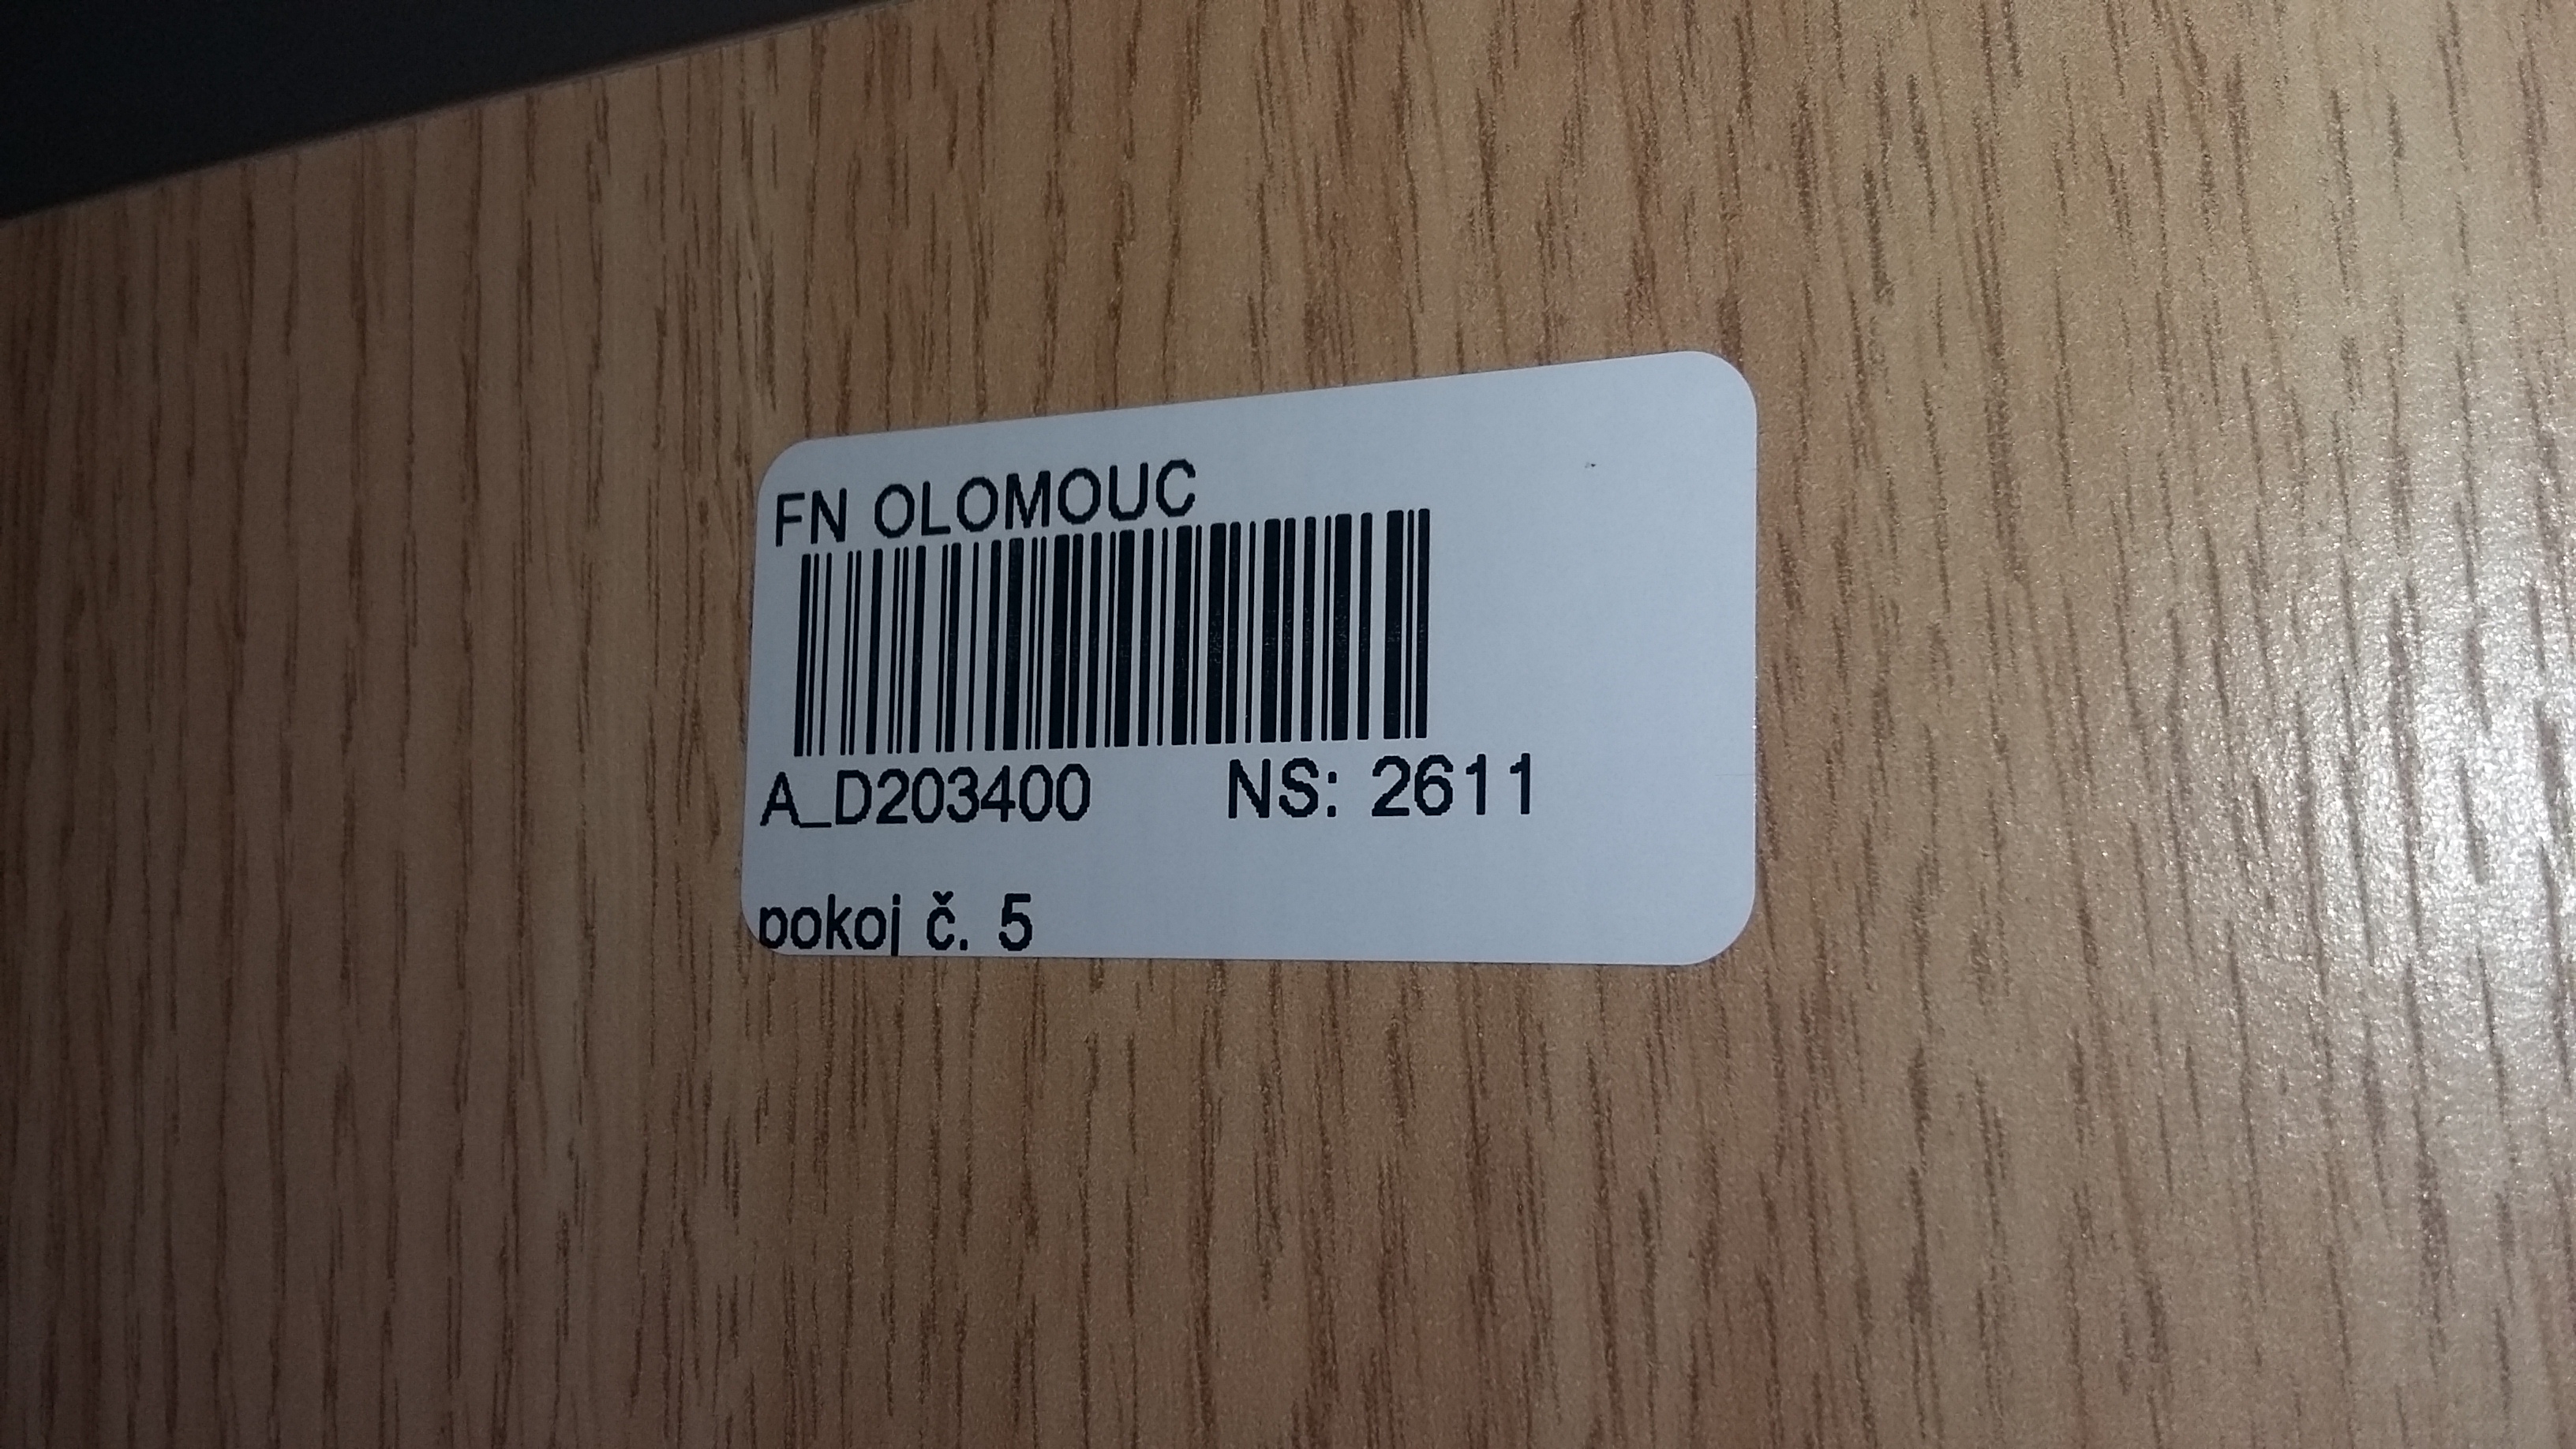 FN OLOMOUC
A_D203400 NS: 2611
pokoj č. 5